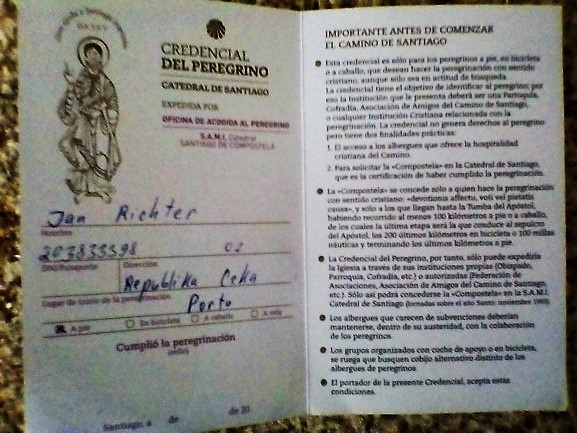 CREDENCIAL
DEL PEREGRINO
CATEDRAL DE SANTIAGO
EXPEDIDA POR
OFICINA DE ACOGIDA AL PEREGRINO
S.A.M.I. Catedral
SANTIAGO DE COMPOSTELA
Jan Richter
Nombre
203833398 02
DNI/Pasaporte Dirección
Republika Ceka
Lugar de inicio de la peregrinación
Porto
A pie En bicicleta A caballo A vela
Cumplió la peregrinación
(sello)
Santiago, a de de 20
IMPORTANTE ANTES DE COMENZAR
EL CAMINO DE SANTIAGO
Esta credencial es sólo para los peregrinos a pie, en bicicleta
o a caballo, que desean hacer la peregrinación con sentido
cristiano, aunque sólo sea en actitud de búsqueda.
La credencial tiene el objetivo de identificar al peregrino; por
eso la Institución que le presenta deberá ser una Parroquia,
Cofradía, Asociación de Amigos del Camino de Santiago,
o cualquier Institución Cristiana relacionada con la
peregrinación. La credencial no genera derechos al peregrino
pero tiene dos finalidades prácticas:
1. El acceso a los albergues que ofrece la hospitalidad
cristiana del Camino.
2. Para solicitar la «Compostela» en la Catedral de Santiago,
que es la certificación de haber cumplido la peregrinación.
La «Compostela» se concede sólo a quien hace la peregrinación
con sentido cristiano: «devotionis affectu, voti vel pietatis
causa», y sólo a los que llegan hasta la Tumba del Apóstol,
habiendo recorrido al menos 100 kilómetros a pie o a caballo,
de los cuales la última etapa será la que conduce al sepulcro
del Apóstol, los 200 últimos kilómetros en bicicleta o 100 millas
náuticas y terminando los últimos kilómetros a pie.
La Credencial del Peregrino, por tanto, sólo puede expedirla
la Iglesia a través de sus instituciones propias (Obispado,
Parroquia, Cofradía, etc.) o autorizadas (Federación de
Asociaciones, Asociación de Amigos del Camino de Santiago,
etc.). Sólo así podrá concederse la «Compostela» en la S.A.M.I.
Catedral de Santiago (Jornadas sobre el Año Santo: noviembre 1993).
Los albergues que carecen de subvenciones deberían
mantenerse, dentro de su austeridad, con la colaboración
de los peregrinos.
Los grupos organizados con coche de apoyo o en bicicleta,
se ruega que busquen cobijo alternativo distinto de los
albergues de peregrinos.
El portador de la presente Credencial, acepta estas
condiciones.